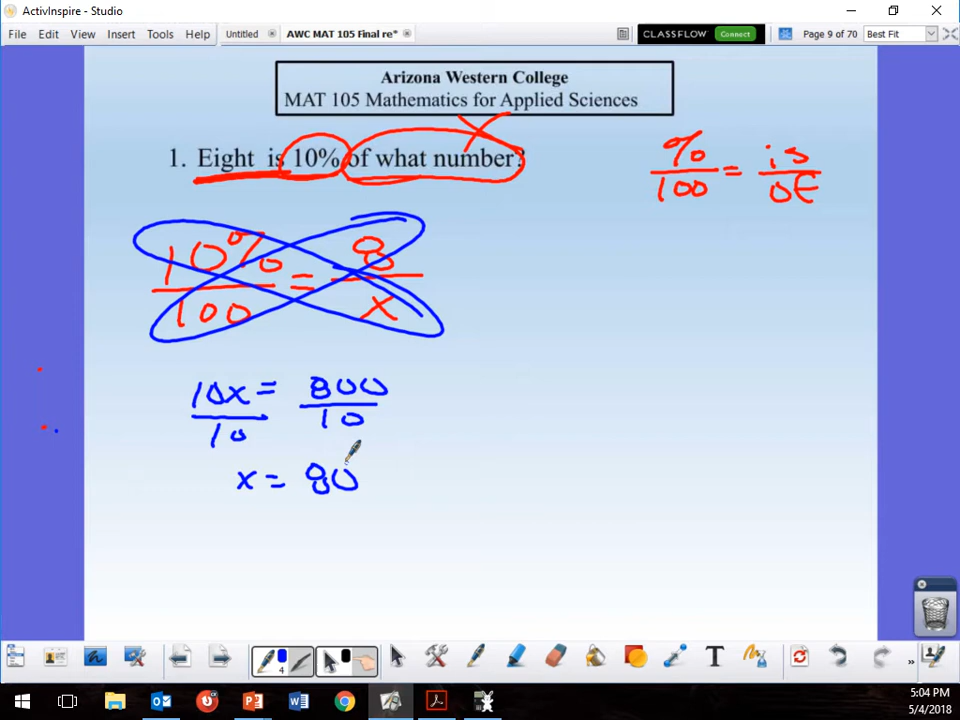 ActivInspire - Studio
File Edit View Insert Tools Help Untitled AWC MAT 105 Final re* CLASSFLOW Connect Page 9 of 70 Best Fit
Arizona Western College
MAT 105 Mathematics for Applied Sciences
1. Eight is 10% of what number?
x
%/100 = is/OF
10%/100 = 8/x
10x/10 = 800/10
x = 80
4 T »
5:04 PM
5/4/2018